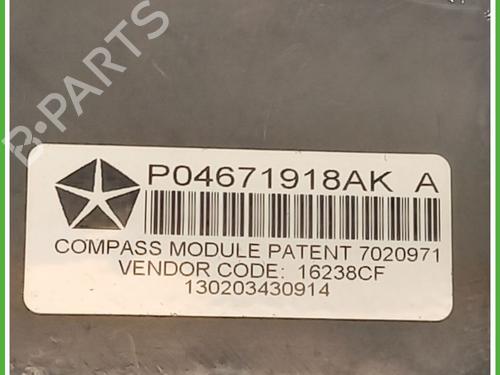 B-PARTS
P04671918AK A
COMPASS MODULE PATENT 7020971
VENDOR CODE: 16238CF
130203430914